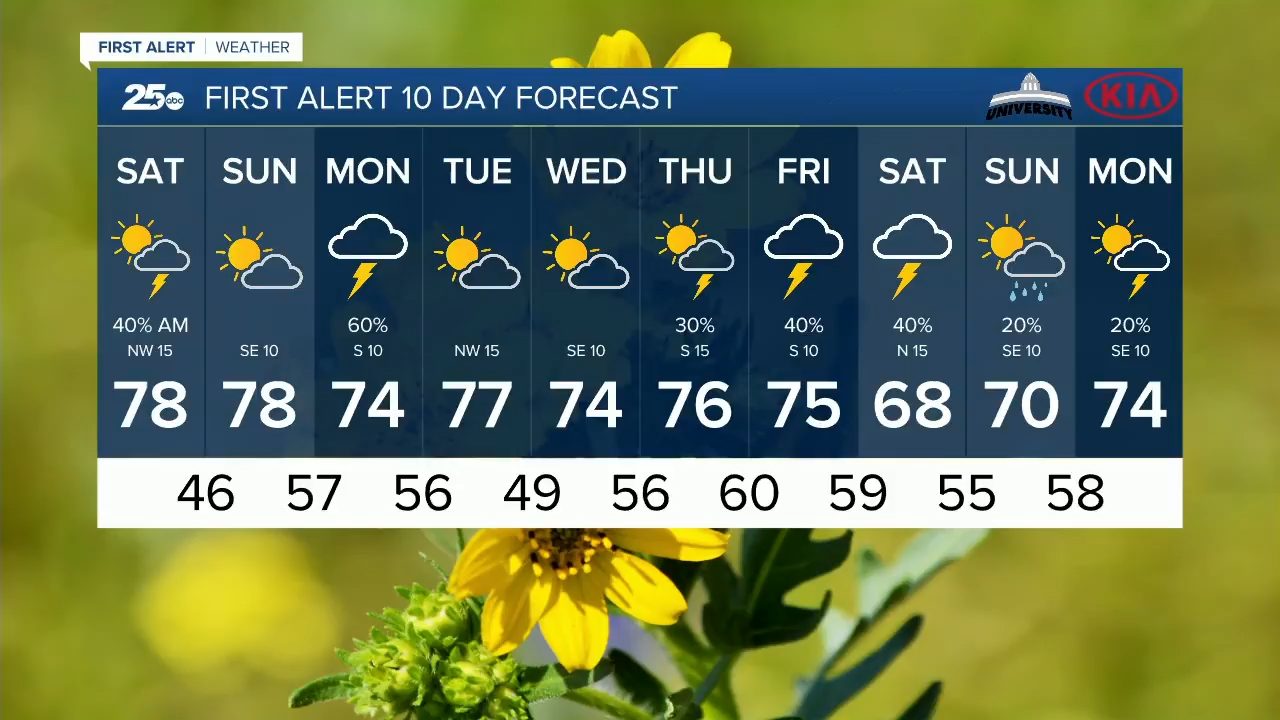 FIRST ALERT | WEATHER
25 abc FIRST ALERT 10 DAY FORECAST UNIVERSITY KIA
SAT SUN MON TUE WED THU FRI SAT SUN MON
40% AM 60% 30% 40% 40% 20% 20%
NW 15 SE 10 S 10 NW 15 SE 10 S 15 S 10 N 15 SE 10 SE 10
78 78 74 77 74 76 75 68 70 74
46 57 56 49 56 60 59 55 58